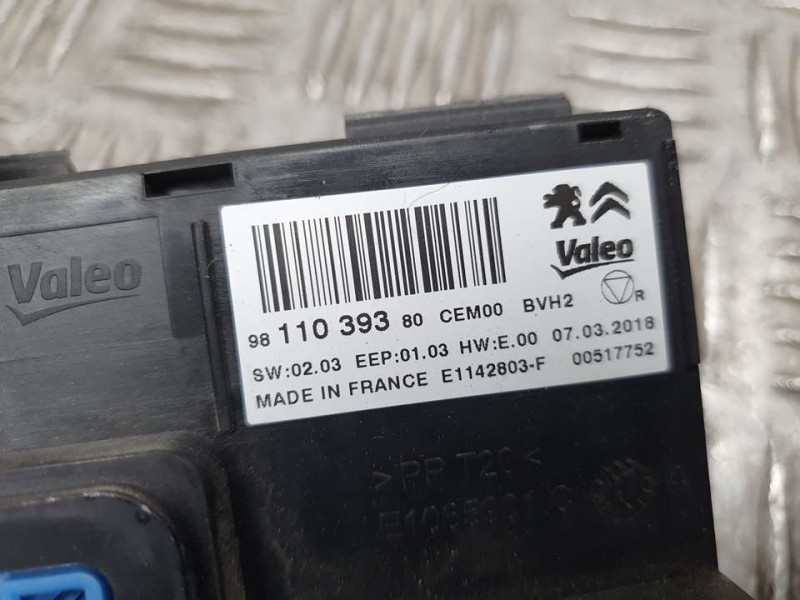 Valeo
Valeo
98 110 393 80 CEM00 BVH2 R
SW:02.03 EEP:01.03 HW:E.00 07.03.2018
MADE IN FRANCE E1142803-F 00517752
>PP T20<